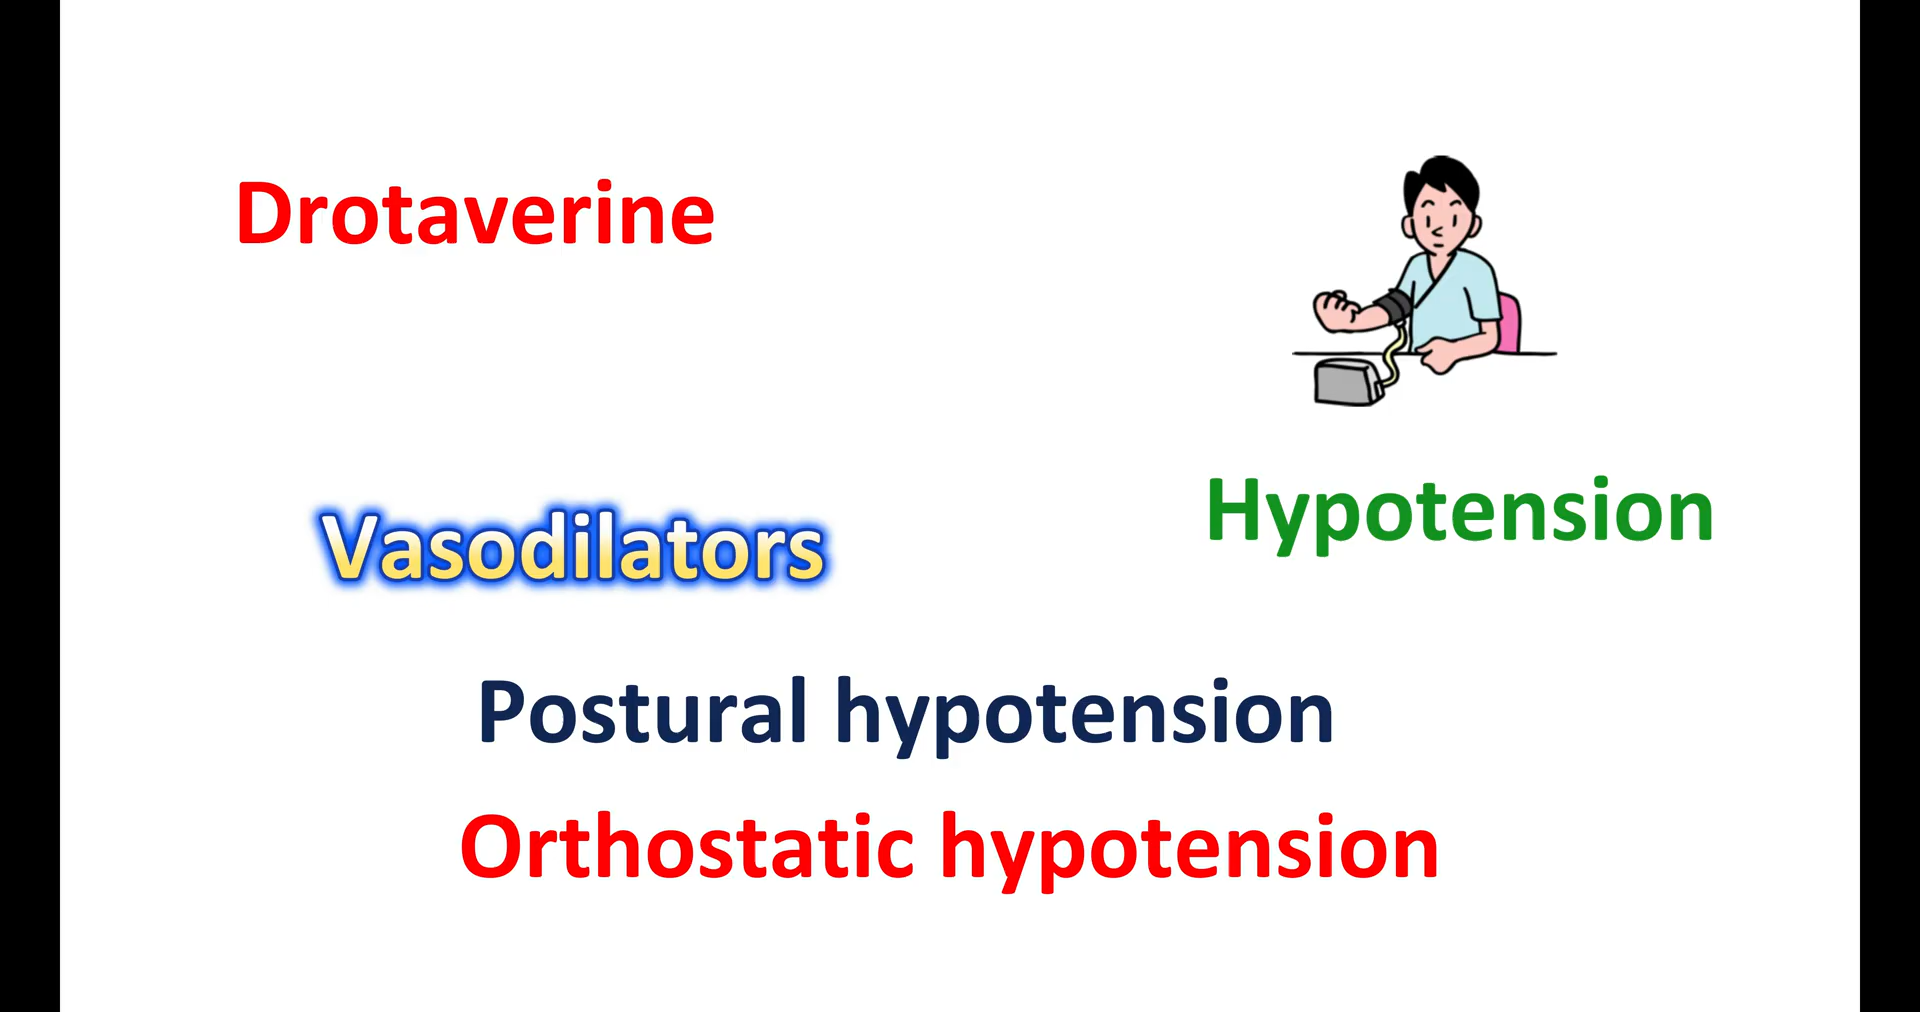 Drotaverine
Hypotension
Vasodilators
Postural hypotension
Orthostatic hypotension